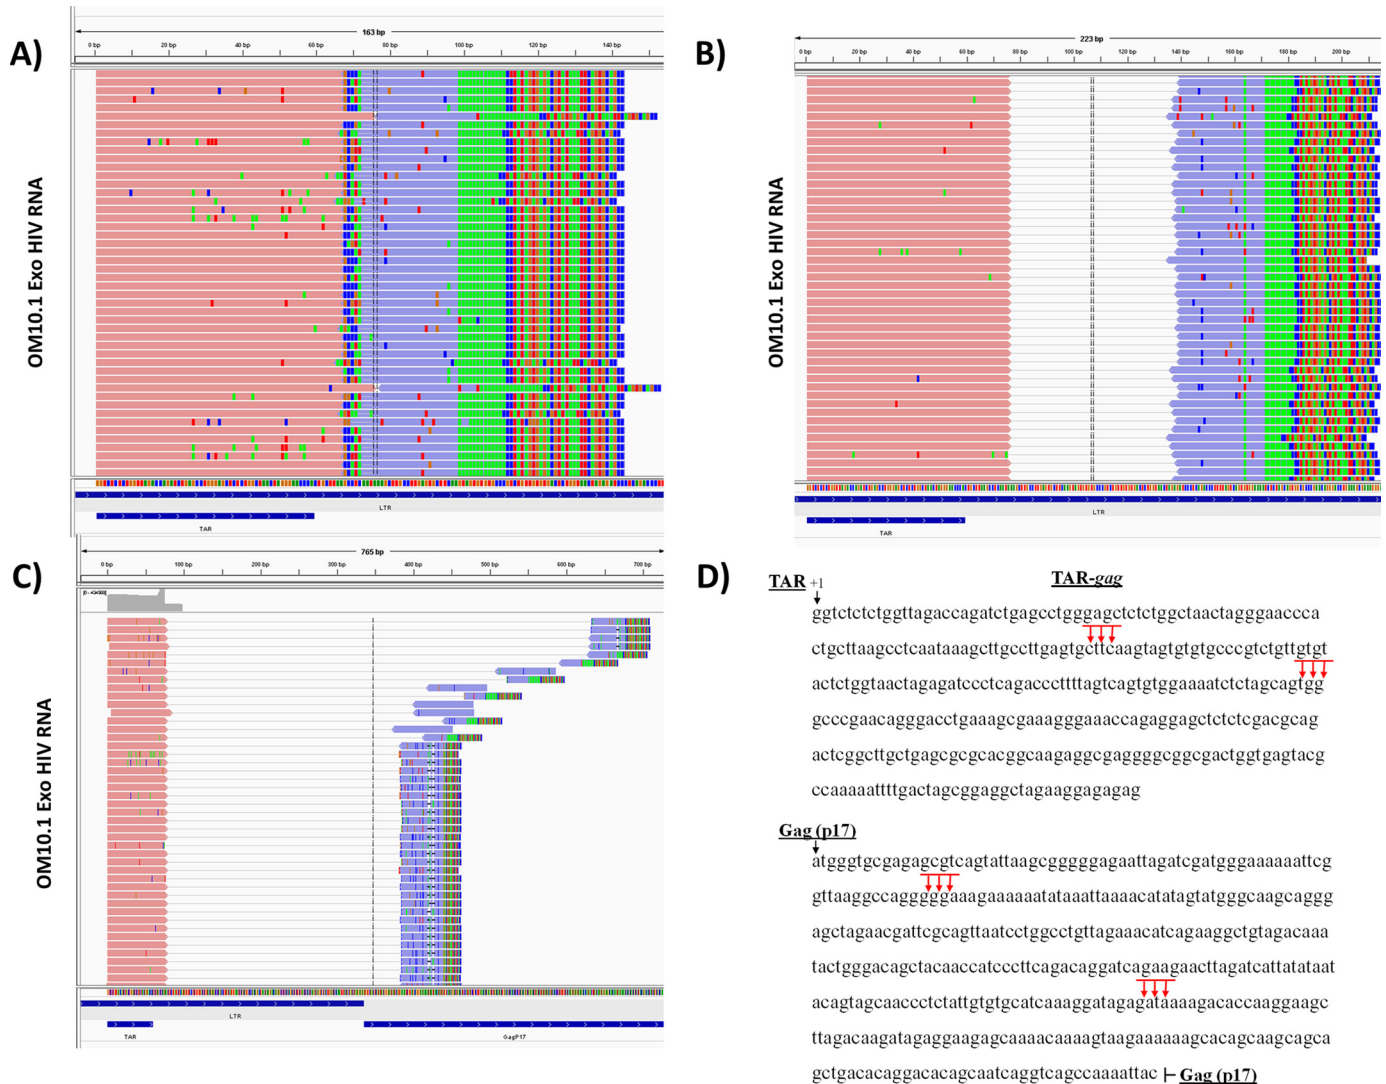 A)
163 bp
0 bp 20 bp 40 bp 60 bp 80 bp 100 bp 120 bp 140 bp
OM10.1 Exo HIV RNA
LTR
TAR
B)
223 bp
0 bp 20 bp 40 bp 60 bp 80 bp 100 bp 120 bp 140 bp 160 bp 180 bp 200 bp
OM10.1 Exo HIV RNA
LTR
TAR
C)
765 bp
0 bp 100 bp 200 bp 300 bp 400 bp 500 bp 600 bp 700 bp
OM10.1 Exo HIV RNA
LTR
TAR
GagP17
D)
TAR +1
TAR-gag
ggtctctctggttagaccagatctgagcctgggagctctctggctaactagggaaccca
ctgcttaagcctcaataaagcttgccttgagtgcttcaagtagtgtgtgcccgtctgttgtgt
actctggtaactagagatccctcagacccttttagtcagtgtggaaaatctctagcagtgg
gcccgaacagggacctgaaagcgaaagggaaaccagaggagctctctcgacgcag
actcggcttgctgagcgcgcacggcaagaggcgaggggcggcgactggtgagtacg
ccaaaaattttgactagcggaggctagaaggagagag
Gag (p17)
atgggtgcgagagcgtcagtattaagcgggggagaattagatcgatgggaaaaaattcg
gttaaggccagggggaaagaaaaaatataaattaaaacatatagtatgggcaagcaggg
agctagaacgattcgcagttaatcctggcctgttagaaacatcagaaggctgtagacaaa
tactgggacagctacaaccatcccttcagacaggatcagaagaacttagatcattatataat
acagtagcaaccctctattgtgtgcatcaaaggatagagataaaagacaccaaggaagc
ttagacaagatagaggaagagcaaaacaaaagtaagaaaaaagcacagcaagcagca
gctgacacaggacacagcaatcaggtcagccaaaattac Gag (p17)